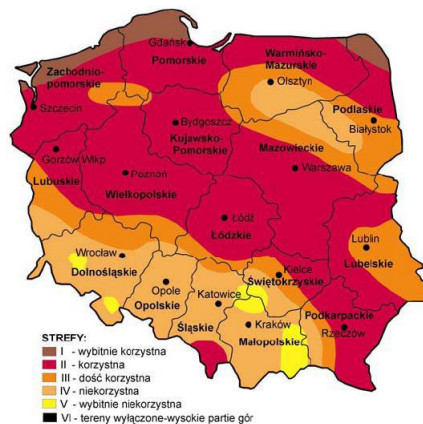 Gdańsk
Pomorskie
Warmińsko-
Mazurskie
Zachodnio-
pomorskie
Olsztyn
Szczecin
Podlaskie
Białystok
Bydgoszcz
Kujawsko-
Pomorskie
Mazowieckie
Gorzów Wlkp
Poznań
Warszawa
Lubuskie
Wielkopolskie
Łódź
Łódzkie
Lublin
Lubelskie
Wrocław
Dolnośląskie
Kielce
Świętokrzyskie
Opole
Opolskie
Katowice
Śląskie
Kraków
Małopolskie
Podkarpackie
Rzeczów
STREFY:
I - wybitnie korzystna
II - korzystna
III - dość korzystna
IV - niekorzystna
V - wybitnie niekorzystna
VI - tereny wyłączone-wysokie partie gór